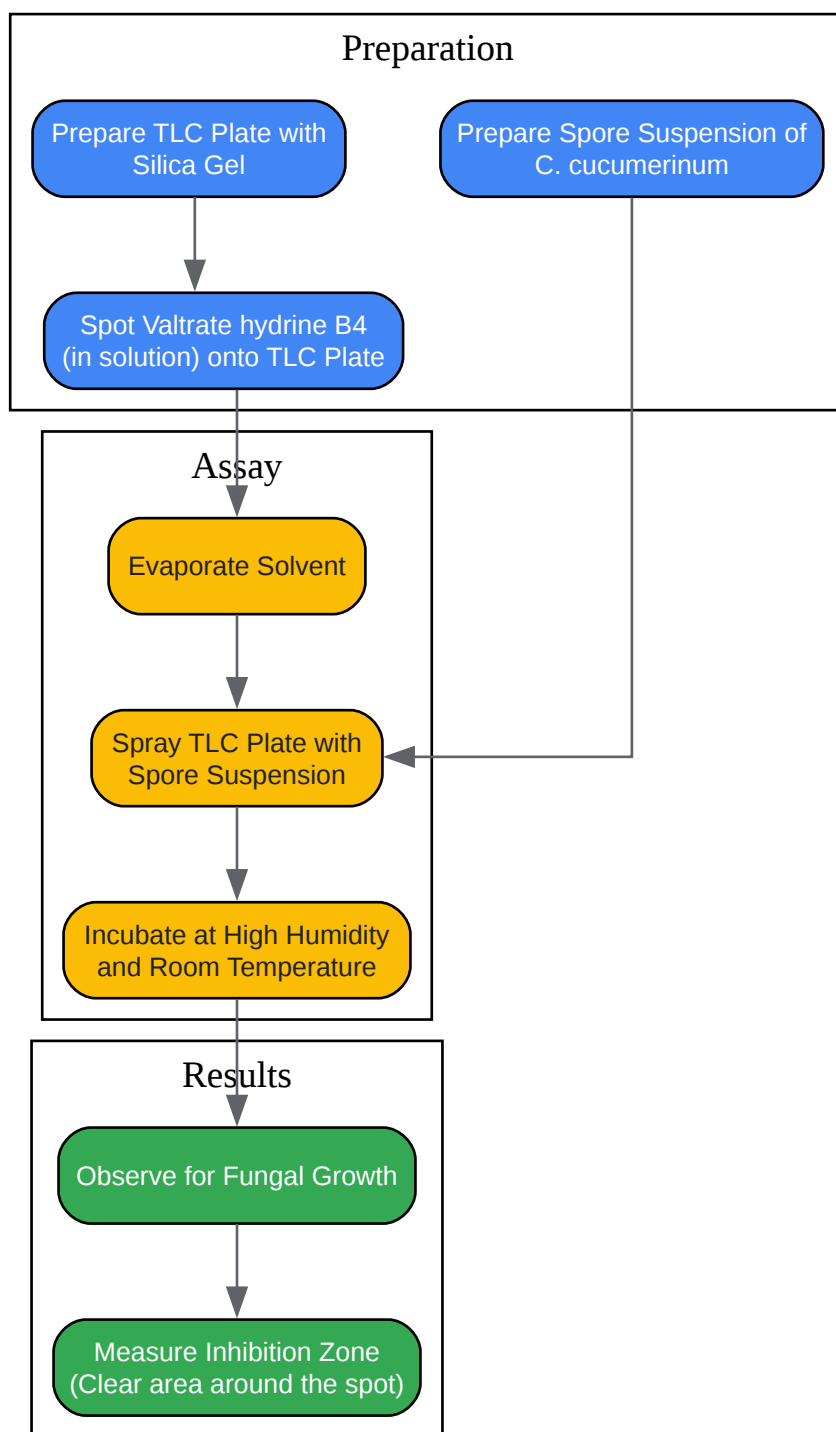 Preparation
Prepare TLC Plate with
Silica Gel
Prepare Spore Suspension of
C. cucumerinum
Spot Valtrate hydrine B4
(in solution) onto TLC Plate
Assay
Evaporate Solvent
Spray TLC Plate with
Spore Suspension
Incubate at High Humidity
and Room Temperature
Results
Observe for Fungal Growth
Measure Inhibition Zone
(Clear area around the spot)